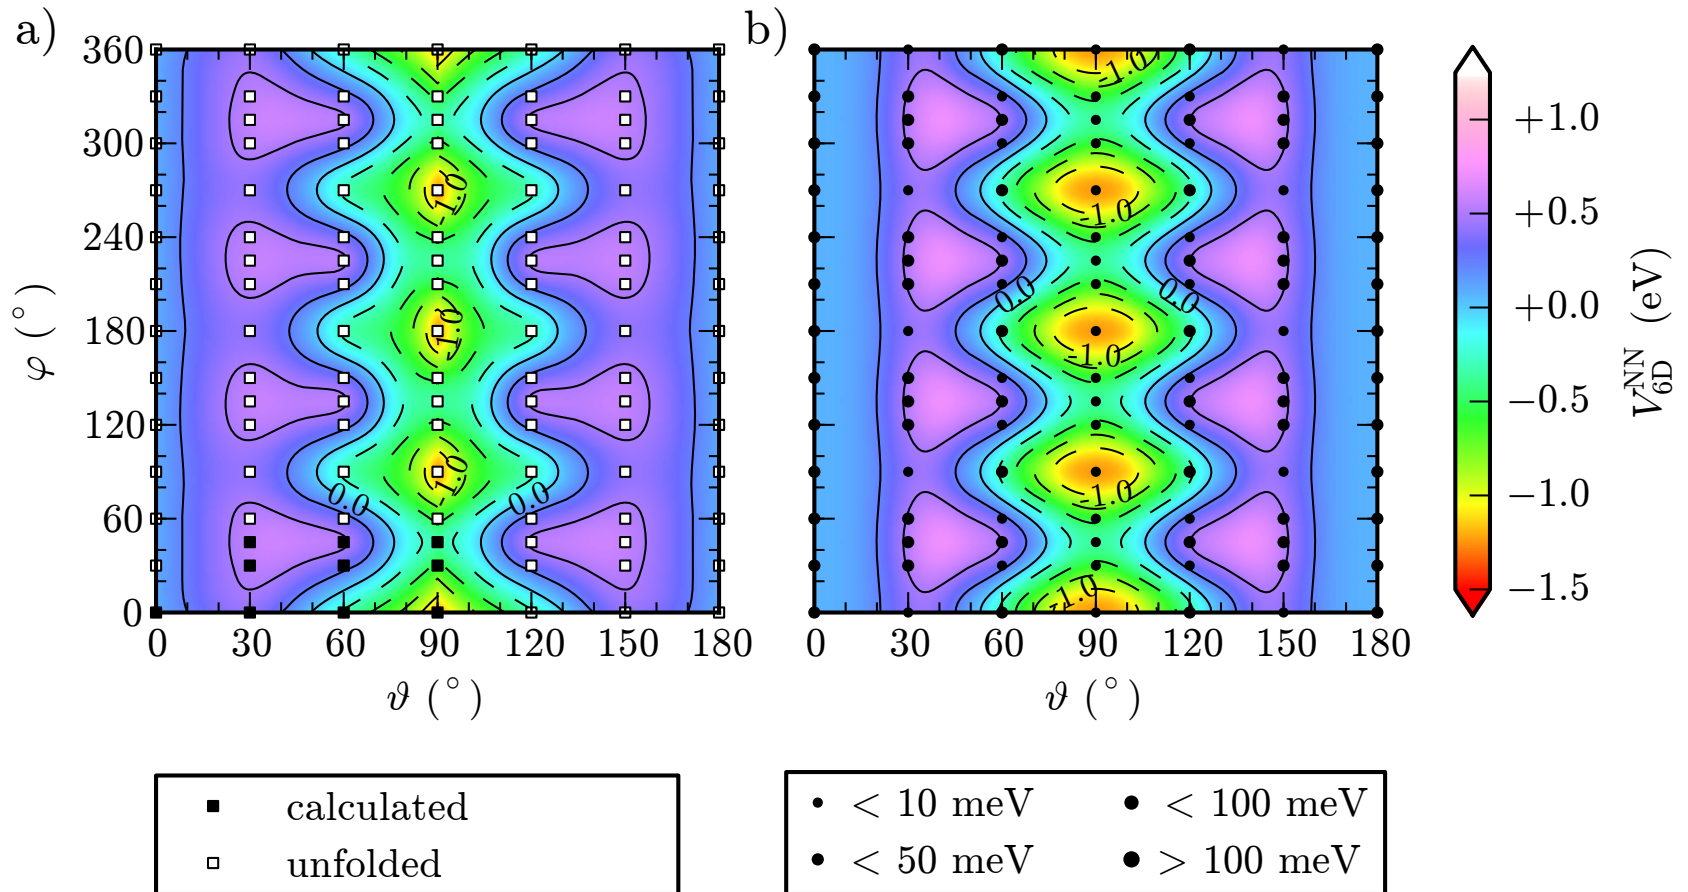 a)
360
300
240
180
120
60
0
φ (°)
-1.0
-1.0
-1.0
0.0
0.0
0 30 60 90 120 150 180
ϑ (°)
■ calculated
□ unfolded
b)
-1.0
-1.0
0.0
0.0
-1.0
-1.0
-1.0
0 30 60 90 120 150 180
ϑ (°)
< 10 meV < 100 meV
< 50 meV > 100 meV
+1.0
+0.5
+0.0
−0.5
−1.0
−1.5
V_6D^NN (eV)